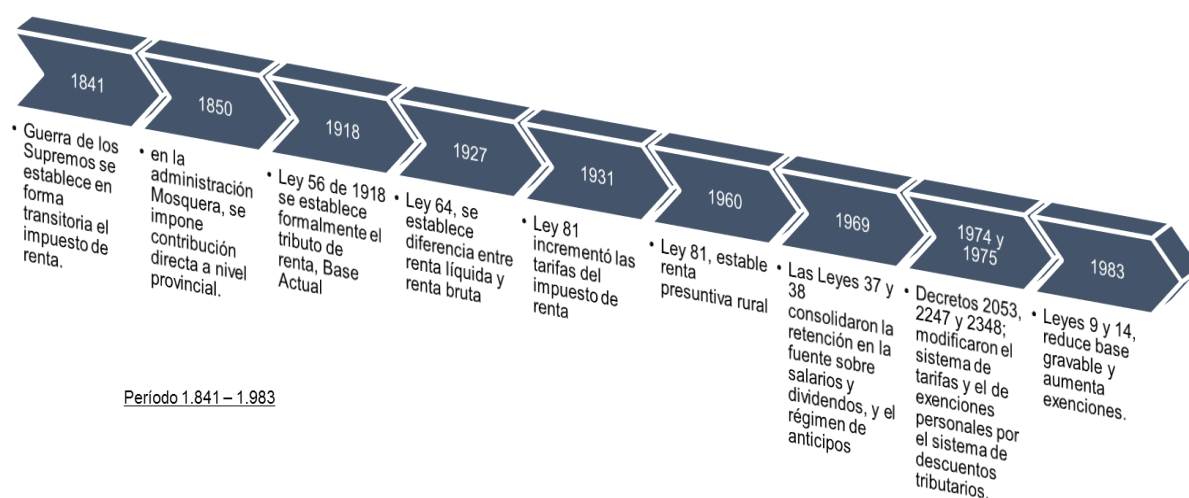 1841
• Guerra de los
Supremos se
establece en
forma
transitoria el
impuesto de
renta.
1850
• en la
administración
Mosquera, se
impone
contribución
directa a nivel
provincial.
1918
• Ley 56 de 1918
se establece
formalmente el
tributo de
renta, Base
Actual
1927
• Ley 64, se
establece
diferencia entre
renta líquida y
renta bruta
1931
• Ley 81
incrementó las
tarifas del
impuesto de
renta
1960
• Ley 81, estable
renta
presuntiva rural
1969
• Las Leyes 37 y
38
consolidaron la
retención en la
fuente sobre
salarios y
dividendos, y el
régimen de
anticipos
1974 y
1975
• Decretos 2053,
2247 y 2348;
modificaron el
sistema de
tarifas y el de
exenciones
personales por
el sistema de
descuentos
tributarios.
1983
• Leyes 9 y 14,
reduce base
gravable y
aumenta
exenciones.
Período 1.841 – 1.983